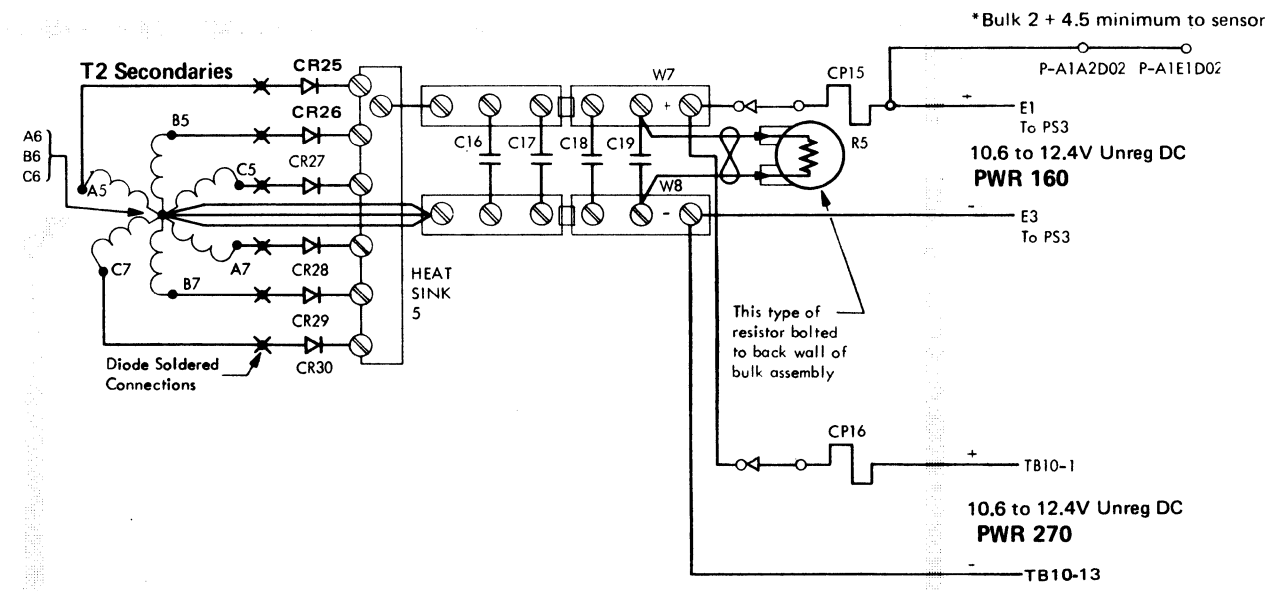 *Bulk 2 + 4.5 minimum to sensor
P-A1A2D02 P-A1E1D02
T2 Secondaries
CR25
CR26
CR27
CR28
CR29
CR30
A6
B6
C6
A5
B5
C5
A7
B7
C7
Diode Soldered
Connections
HEAT
SINK
5
W7
+
C16
C17
C18
C19
W8
-
CP15
R5
+
E1
To PS3
10.6 to 12.4V Unreg DC
PWR 160
-
E3
To PS3
This type of
resistor bolted
to back wall of
bulk assembly
CP16
+
TB10-1
10.6 to 12.4V Unreg DC
PWR 270
-
TB10-13